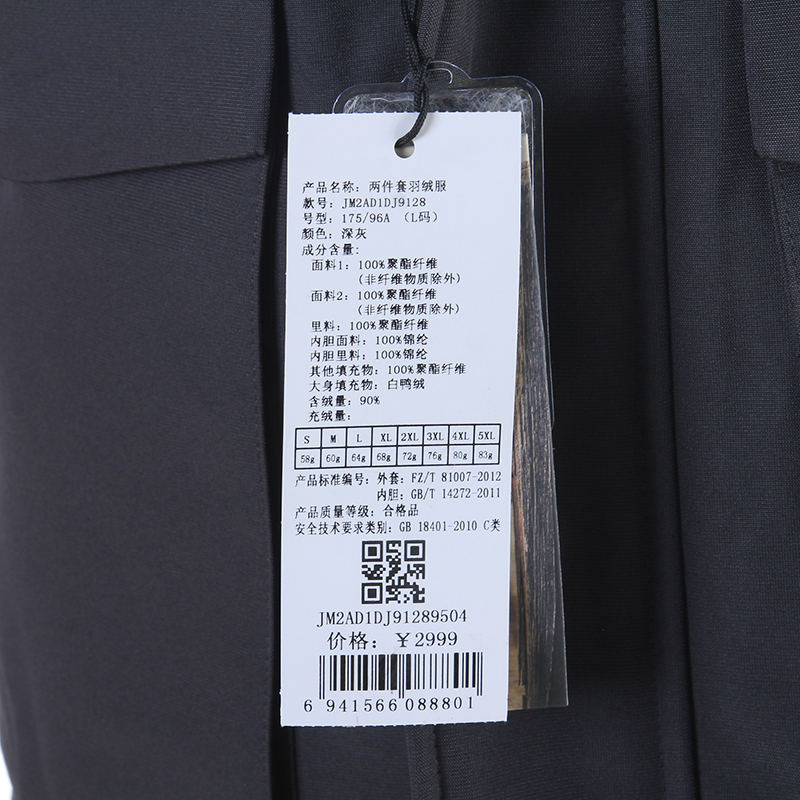 产品名称: 两件套羽绒服
款号: JM2AD1DJ9128
号型: 175/96A （L码）
颜色: 深灰
成分含量:
面料1: 100%聚酯纤维
(非纤维物质除外)
面料2: 100%聚酯纤维
(非纤维物质除外)
里料: 100%聚酯纤维
内胆面料: 100%锦纶
内胆里料: 100%锦纶
其他填充物: 100%聚酯纤维
大身填充物: 白鸭绒
含绒量: 90%
充绒量:
S M L XL 2XL 3XL 4XL 5XL
58g 60g 64g 68g 72g 76g 80g 83g
产品标准编号: 外套: FZ/T 81007-2012
内胆: GB/T 14272-2011
产品质量等级: 合格品
安全技术要求类别: GB 18401-2010 C类
JM2AD1DJ91289504
价格: ￥2999
6 941566 088801